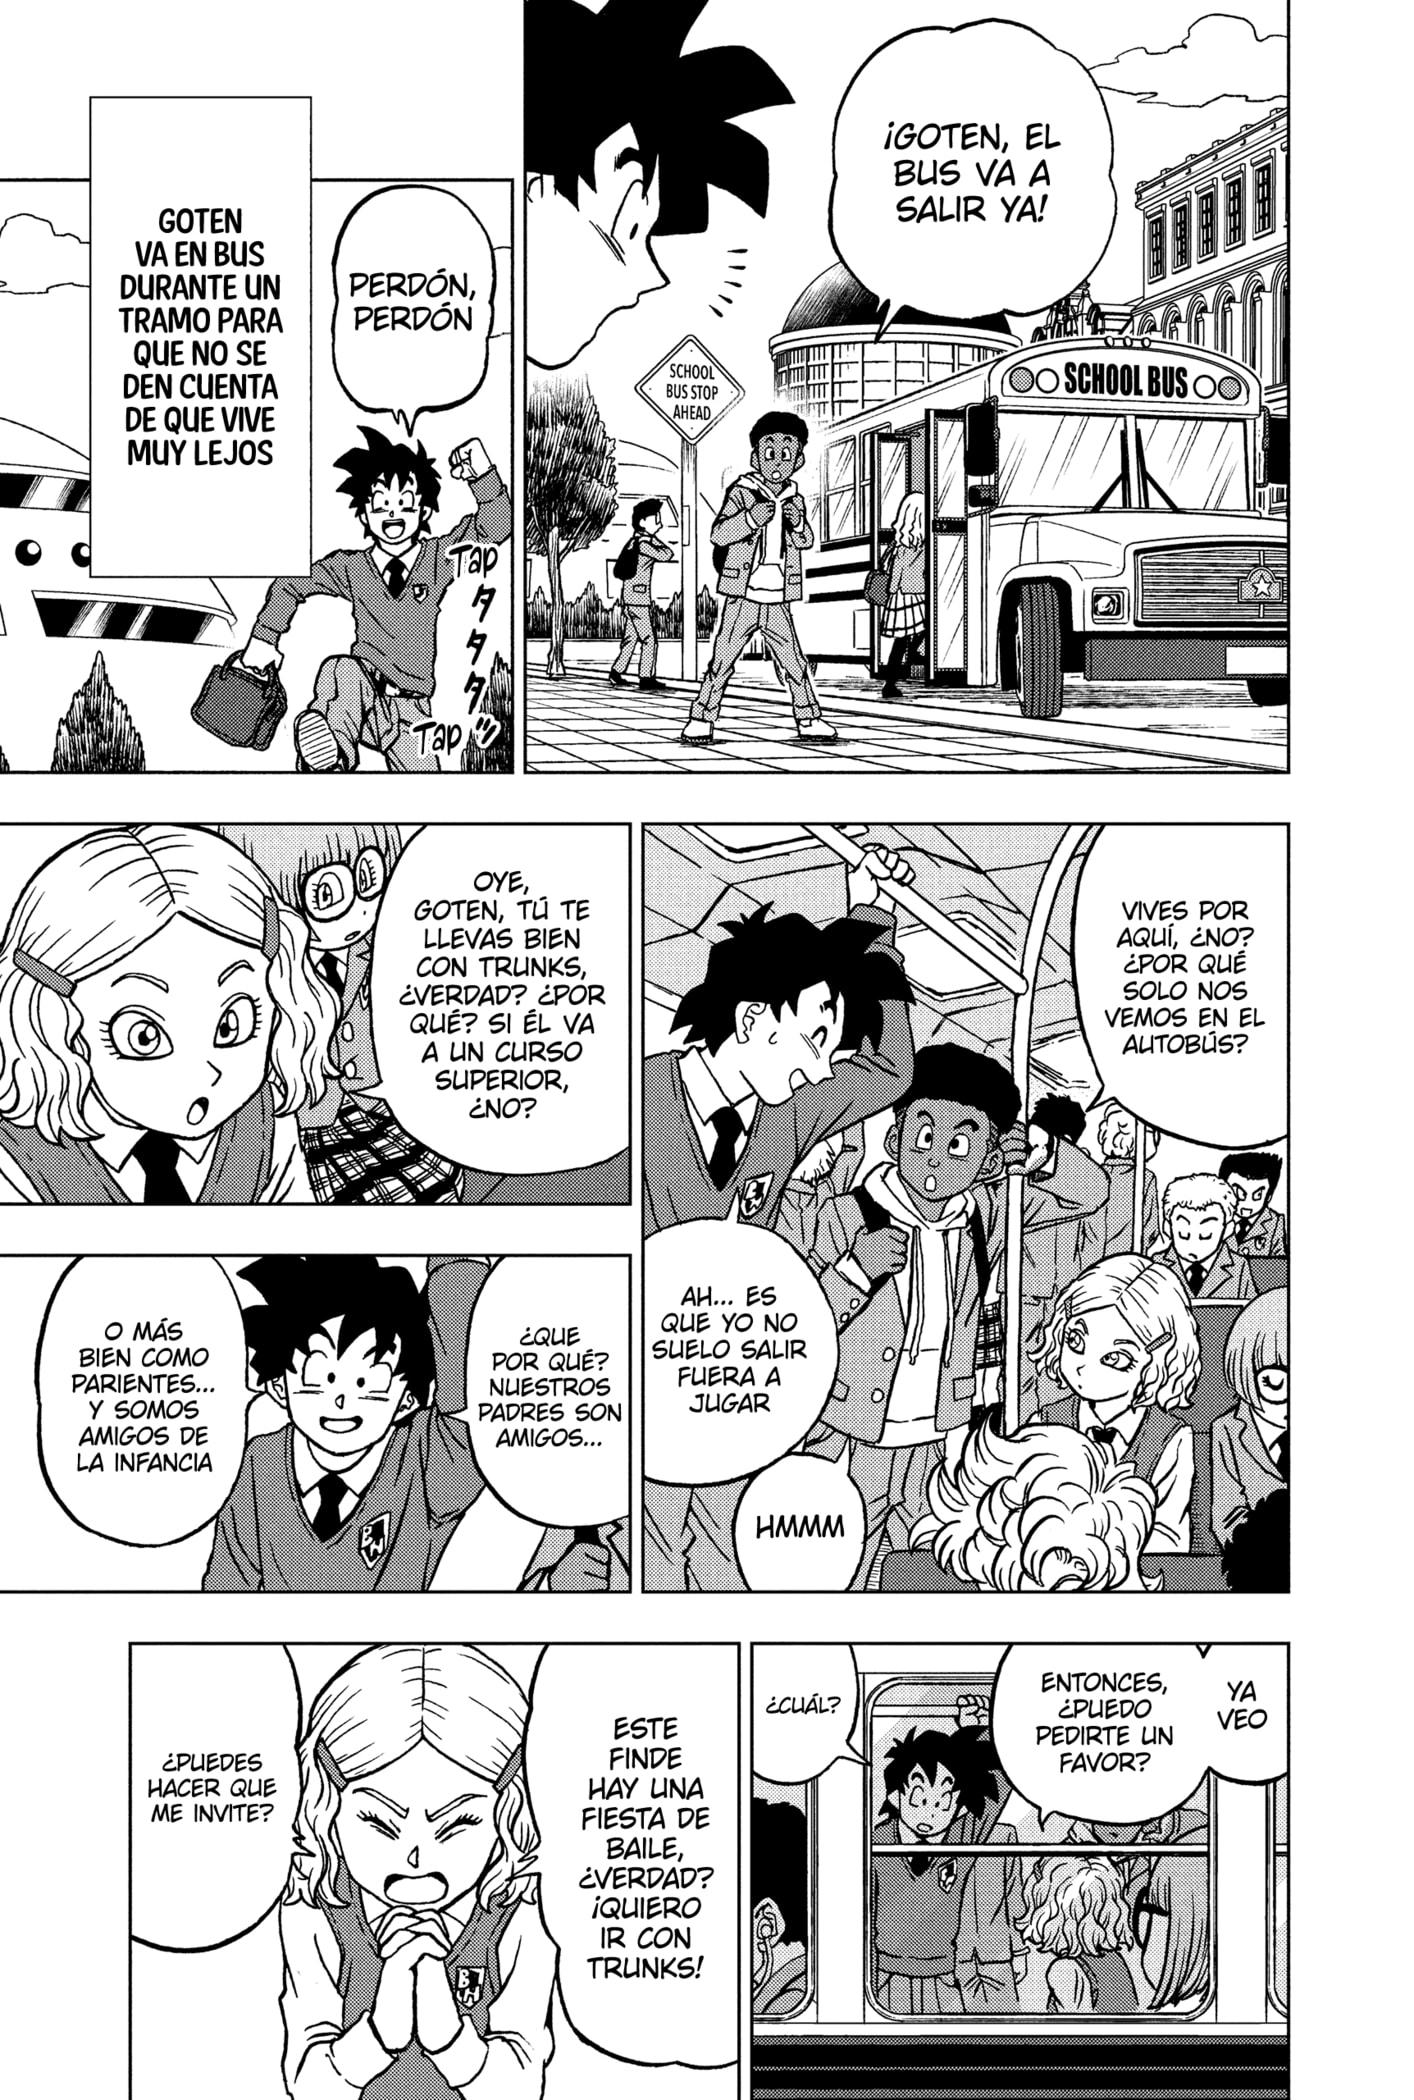 ¡GOTEN, EL
BUS VA A
SALIR YA!
SCHOOL
BUS STOP
AHEAD
SCHOOL BUS
PERDÓN,
PERDÓN
GOTEN
VA EN BUS
DURANTE UN
TRAMO PARA
QUE NO SE
DEN CUENTA
DE QUE VIVE
MUY LEJOS
TAP
タタタタッ
TAP
VIVES POR
AQUÍ, ¿NO?
¿POR QUÉ
SOLO NOS
VEMOS EN EL
AUTOBÚS?
AH... ES
QUE YO NO
SUELO SALIR
FUERA A
JUGAR
HMMM
OYE,
GOTEN, TÚ TE
LLEVAS BIEN
CON TRUNKS,
¿VERDAD? ¿POR
QUÉ? SI ÉL VA
A UN CURSO
SUPERIOR,
¿NO?
¿QUE
POR QUÉ?
NUESTROS
PADRES SON
AMIGOS...
O MÁS
BIEN COMO
PARIENTES...
Y SOMOS
AMIGOS DE
LA INFANCIA
B
H
YA
VEO
ENTONCES,
¿PUEDO
PEDIRTE UN
FAVOR?
¿CUÁL?
ESTE
FINDE
HAY UNA
FIESTA DE
BAILE,
¿VERDAD?
¡QUIERO
IR CON
TRUNKS!
¿PUEDES
HACER QUE
ME INVITE?
B
H